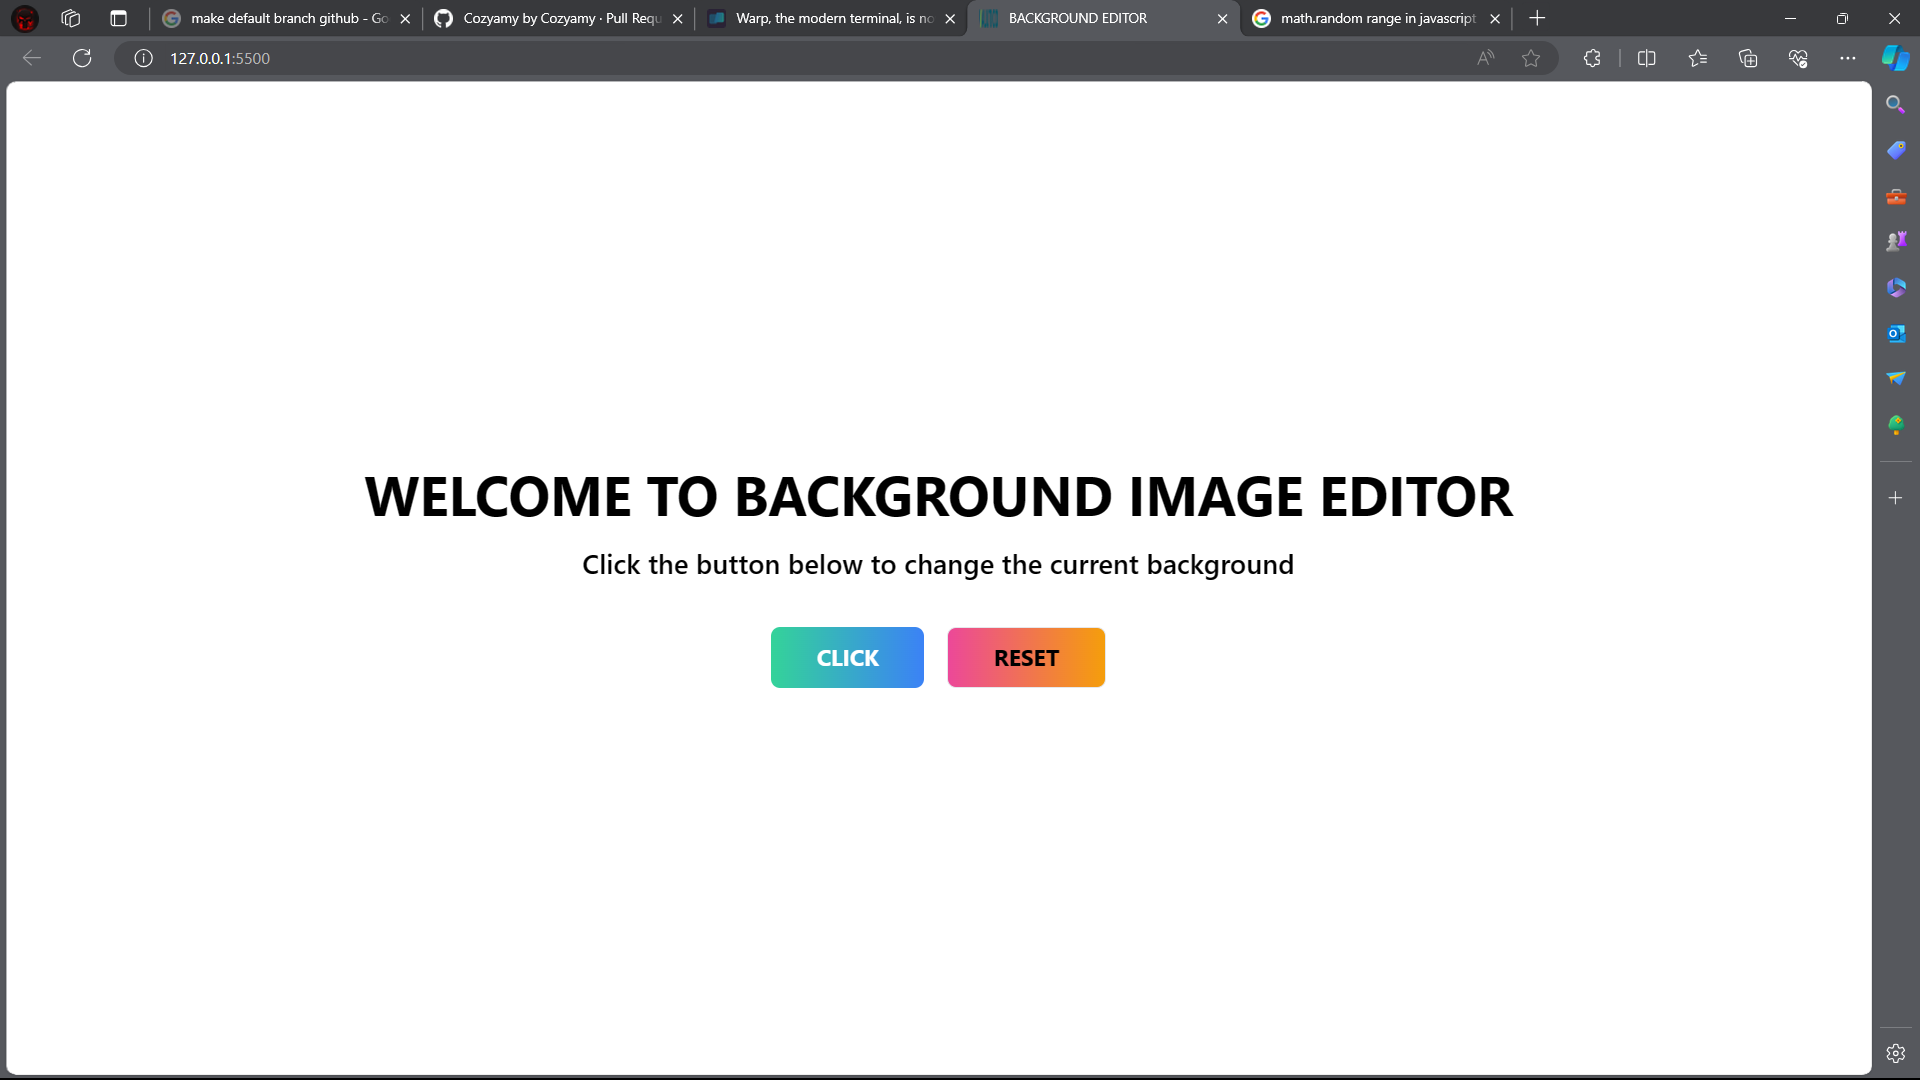 make default branch github - Go
Cozyamy by Cozyamy · Pull Requ
Warp, the modern terminal, is no
BACKGROUND EDITOR
math.random range in javascript
127.0.0.1:5500
WELCOME TO BACKGROUND IMAGE EDITOR
Click the button below to change the current background
CLICK
RESET